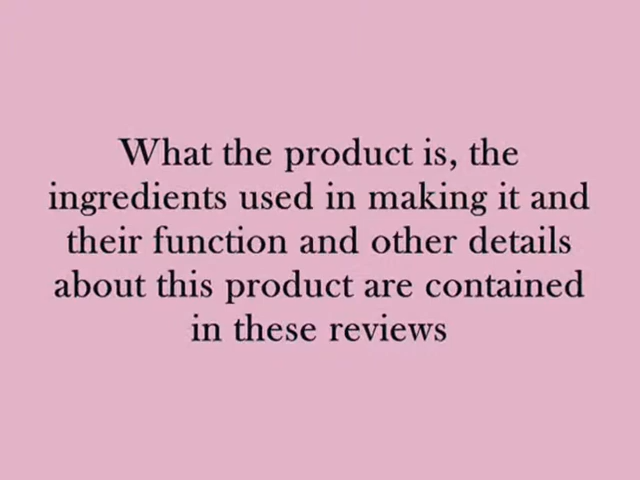 What the product is, the
ingredients used in making it and
their function and other details
about this product are contained
in these reviews